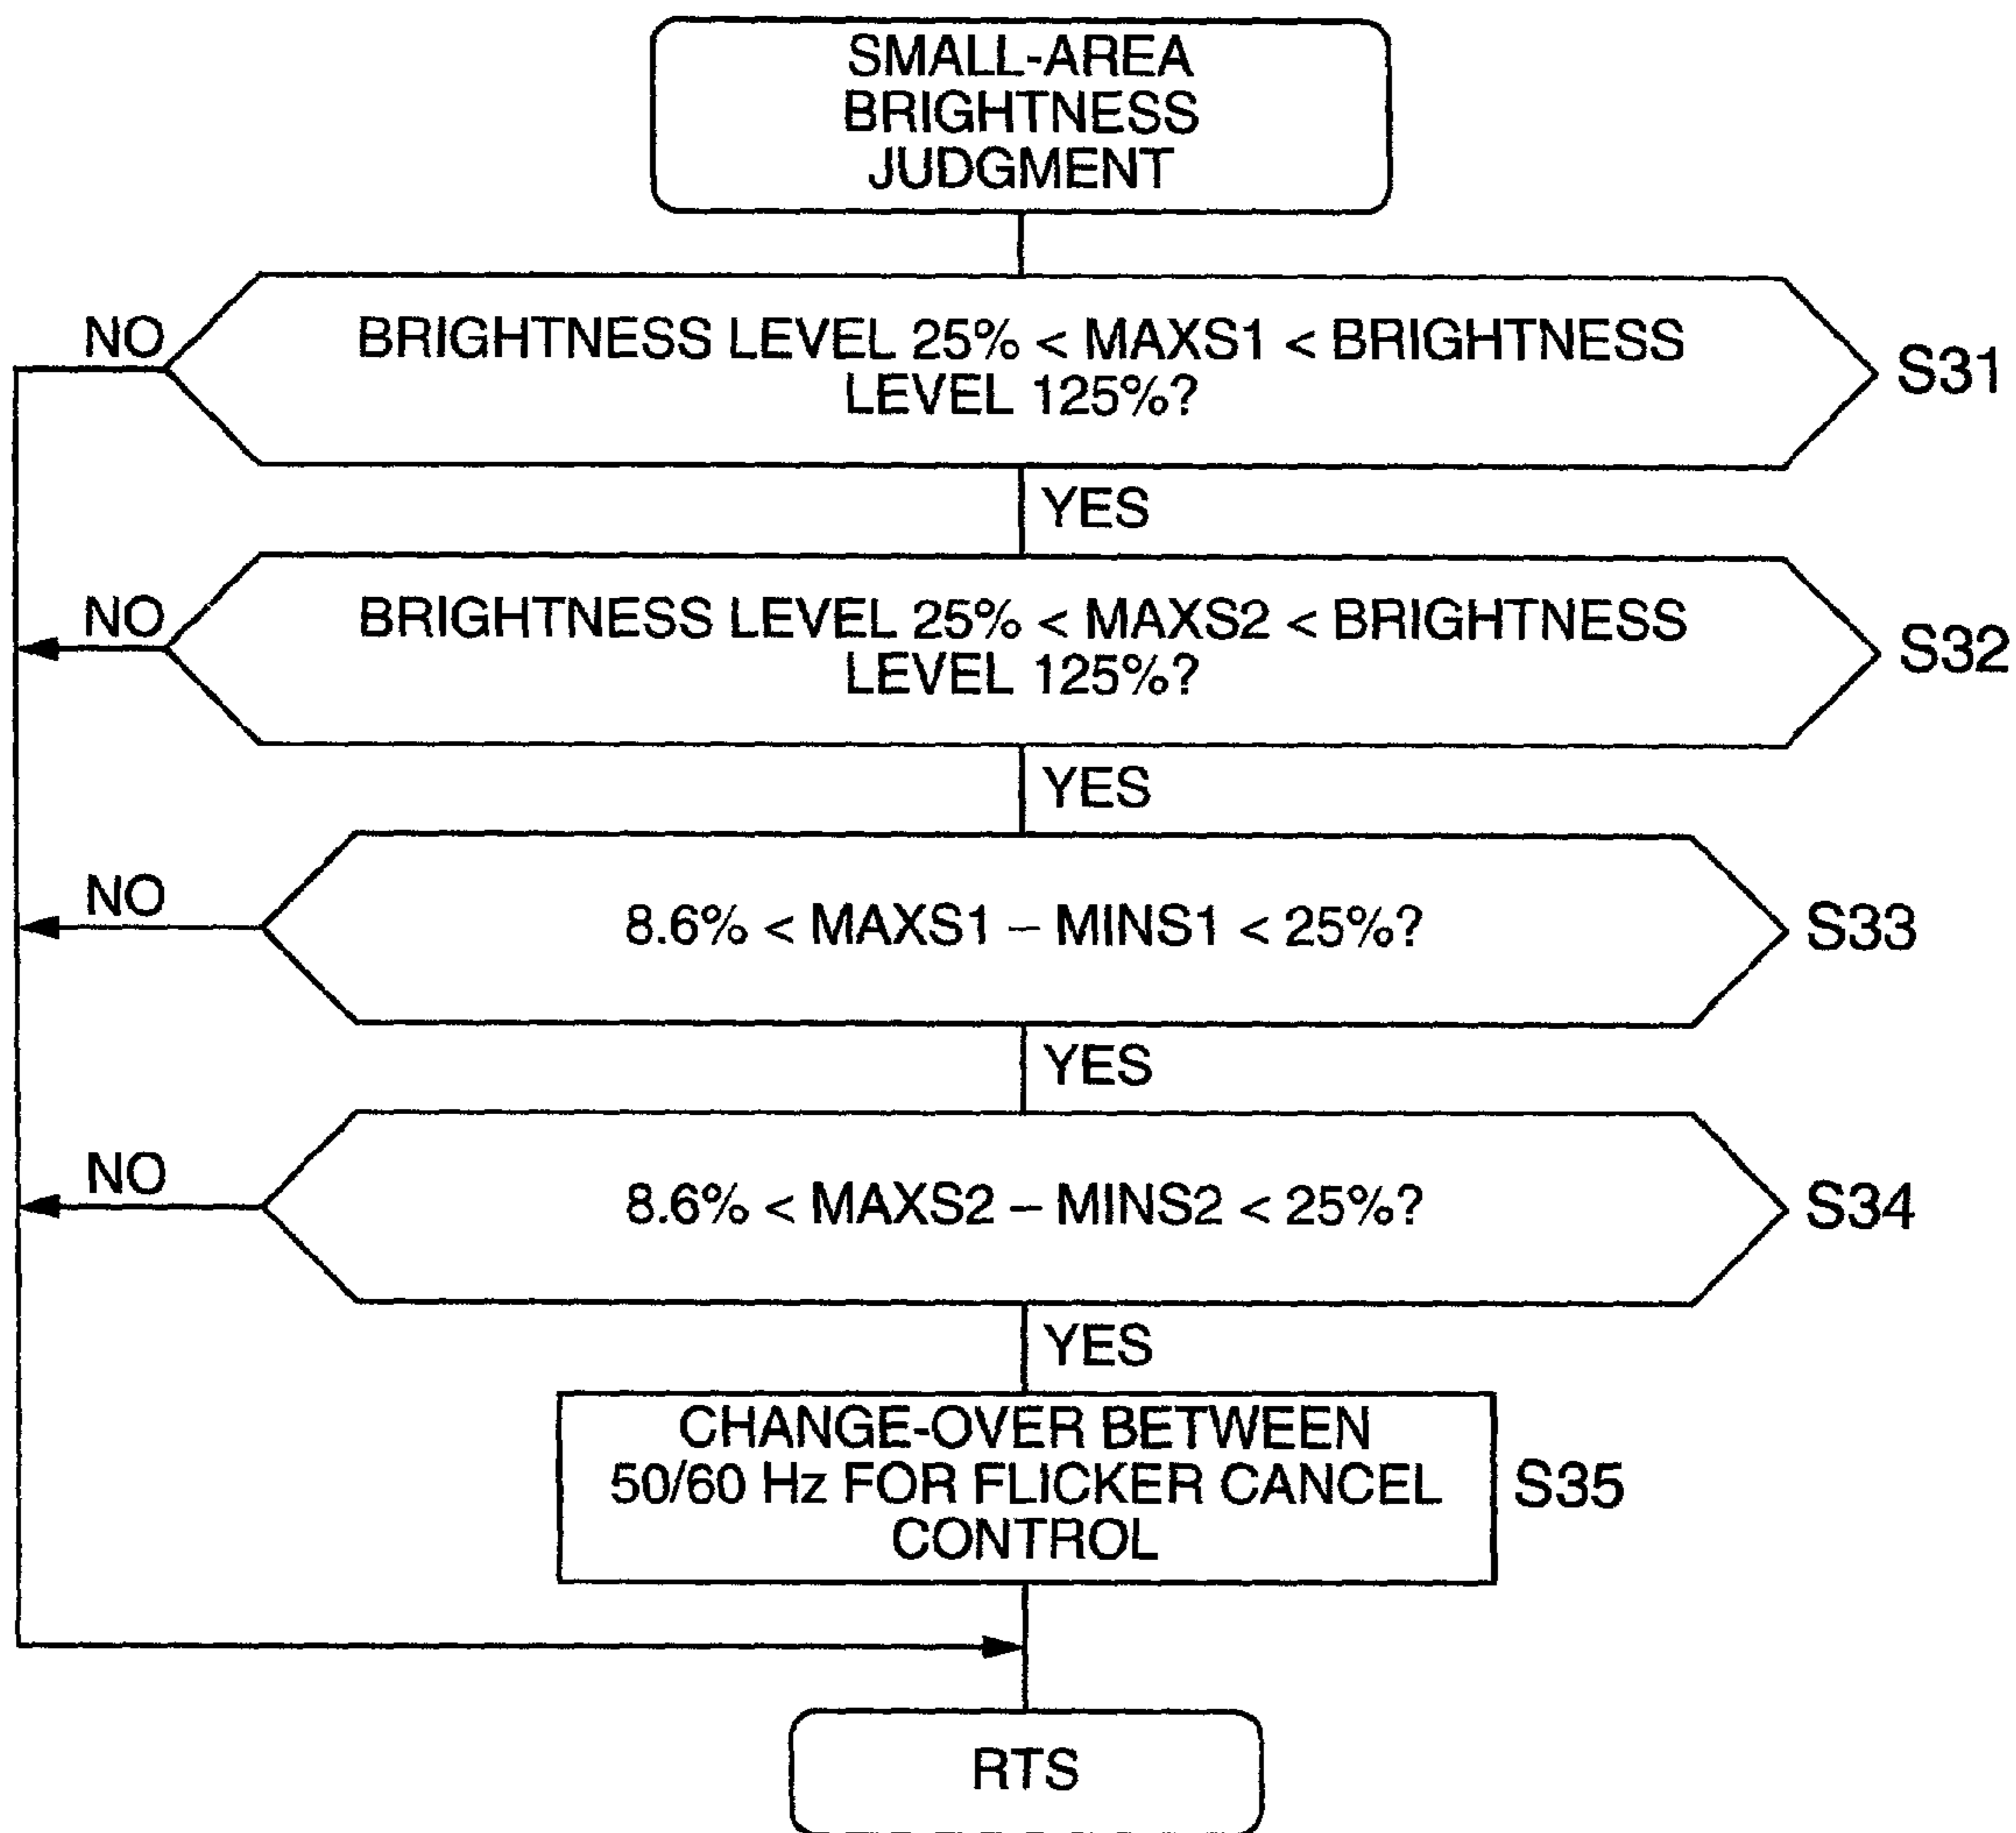 SMALL-AREA
BRIGHTNESS
JUDGMENT
NO
BRIGHTNESS LEVEL 25% < MAXS1 < BRIGHTNESS
LEVEL 125%?
S31
YES
NO
BRIGHTNESS LEVEL 25% < MAXS2 < BRIGHTNESS
LEVEL 125%?
S32
YES
NO
8.6% < MAXS1 – MINS1 < 25%?
S33
YES
NO
8.6% < MAXS2 – MINS2 < 25%?
S34
YES
CHANGE-OVER BETWEEN
50/60 Hz FOR FLICKER CANCEL
CONTROL
S35
RTS